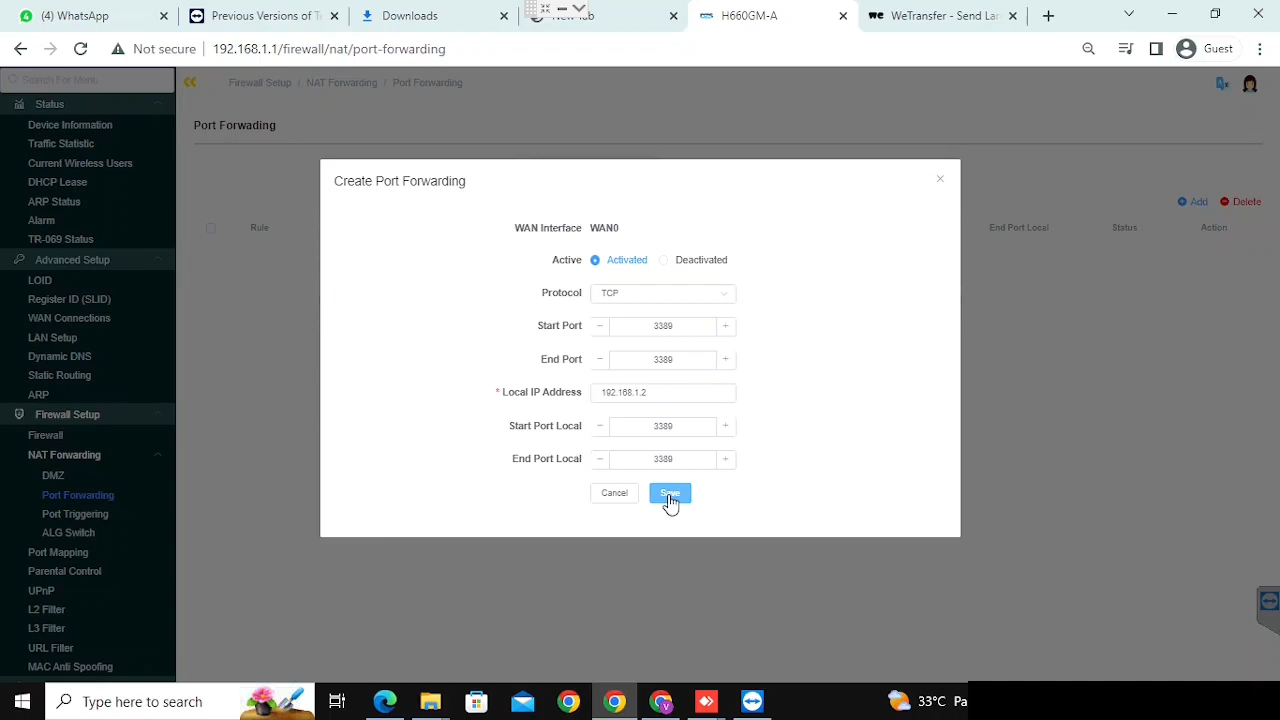 (4) WhatsApp
Previous Versions of T
Downloads
H660GM-A
WeTransfer - Send Lar
Not secure
192.168.1.1/firewall/nat/port-forwarding
Guest
Search For Menu
Firewall Setup / NAT Forwarding / Port Forwarding
Status
Port Forwading
Device Information
Traffic Statistic
Current Wireless Users
DHCP Lease
ARP Status
Alarm
TR-069 Status
Advanced Setup
LOID
Register ID (SLID)
WAN Connections
LAN Setup
Dynamic DNS
Static Routing
ARP
Firewall Setup
Firewall
NAT Forwarding
DMZ
Port Forwarding
Port Triggering
ALG Switch
Port Mapping
Parental Control
UPnP
L2 Filter
L3 Filter
URL Filter
MAC Anti Spoofing
Add Delete
Rule
End Port Local Status Action
Create Port Forwarding
WAN Interface WAN0
Active Activated Deactivated
Protocol TCP
Start Port − 3389 +
End Port − 3389 +
* Local IP Address 192.168.1.2
Start Port Local − 3389 +
End Port Local − 3389 +
Cancel Save
Type here to search
33°C